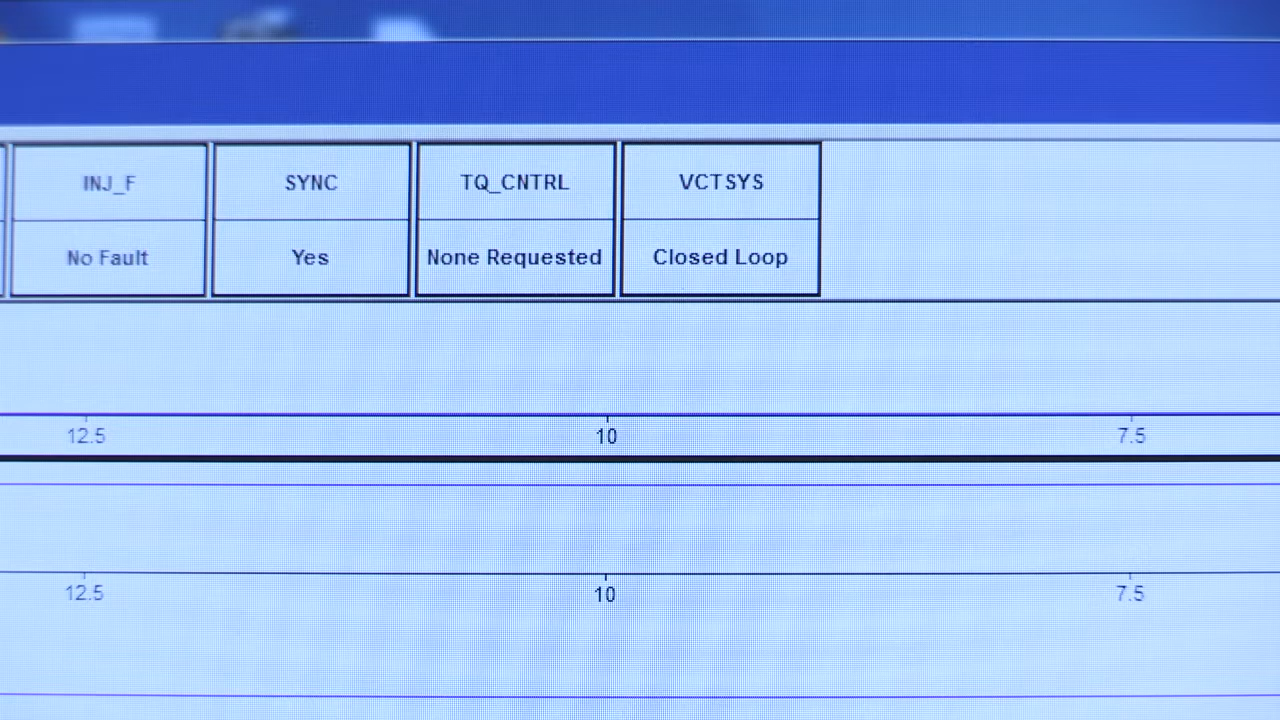 INJ_F SYNC TQ_CNTRL VCTSYS
No Fault Yes None Requested Closed Loop
12.5 10 7.5
12.5 10 7.5